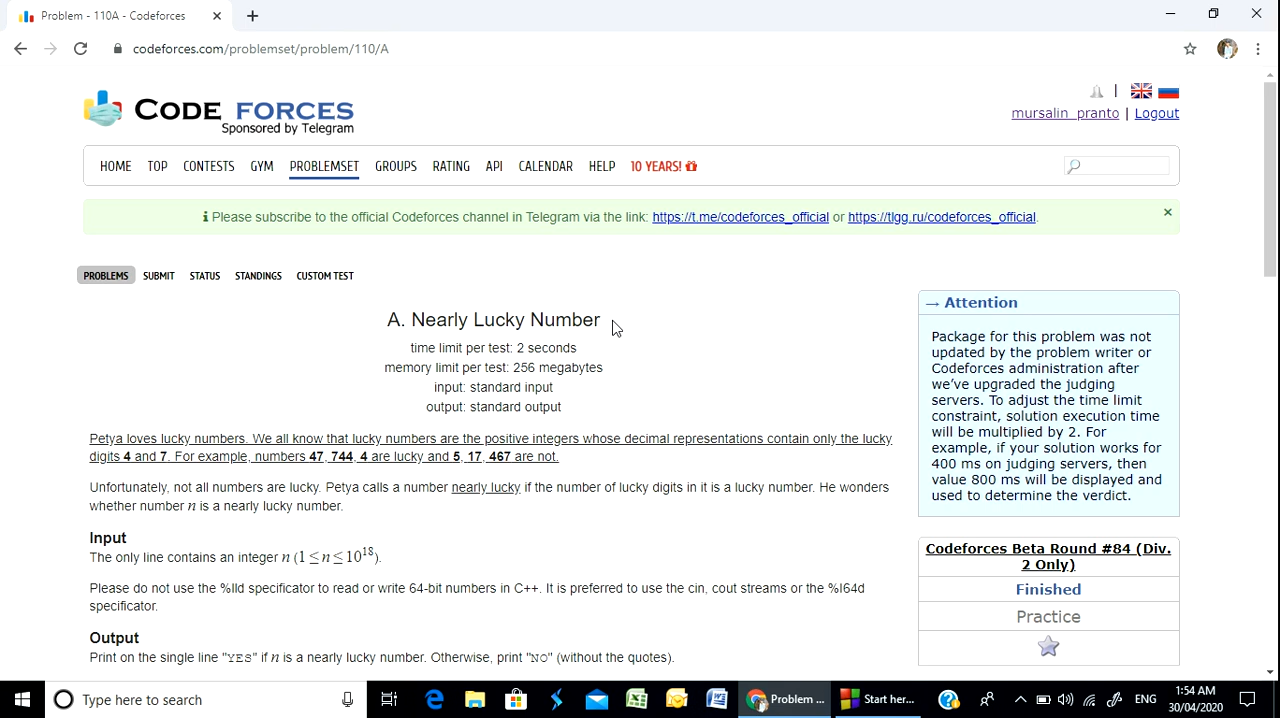 Problem - 110A - Codeforces
codeforces.com/problemset/problem/110/A
CODE FORCES
Sponsored by Telegram
mursalin_pranto | Logout
HOME TOP CONTESTS GYM PROBLEMSET GROUPS RATING API CALENDAR HELP 10 YEARS!
Please subscribe to the official Codeforces channel in Telegram via the link: https://t.me/codeforces_official or https://tlgg.ru/codeforces_official.
PROBLEMS SUBMIT STATUS STANDINGS CUSTOM TEST
A. Nearly Lucky Number
time limit per test: 2 seconds
memory limit per test: 256 megabytes
input: standard input
output: standard output
Petya loves lucky numbers. We all know that lucky numbers are the positive integers whose decimal representations contain only the lucky
digits 4 and 7. For example, numbers 47, 744, 4 are lucky and 5, 17, 467 are not.
Unfortunately, not all numbers are lucky. Petya calls a number nearly lucky if the number of lucky digits in it is a lucky number. He wonders
whether number n is a nearly lucky number.
Input
The only line contains an integer n (1 ≤ n ≤ 10^18).
Please do not use the %lld specificator to read or write 64-bit numbers in С++. It is preferred to use the cin, cout streams or the %I64d
specificator.
Output
Print on the single line "YES" if n is a nearly lucky number. Otherwise, print "NO" (without the quotes).
→ Attention
Package for this problem was not
updated by the problem writer or
Codeforces administration after
we've upgraded the judging
servers. To adjust the time limit
constraint, solution execution time
will be multiplied by 2. For
example, if your solution works for
400 ms on judging servers, then
value 800 ms will be displayed and
used to determine the verdict.
Codeforces Beta Round #84 (Div.
2 Only)
Finished
Practice
Type here to search
Problem ...
Start her...
ENG
1:54 AM
30/04/2020